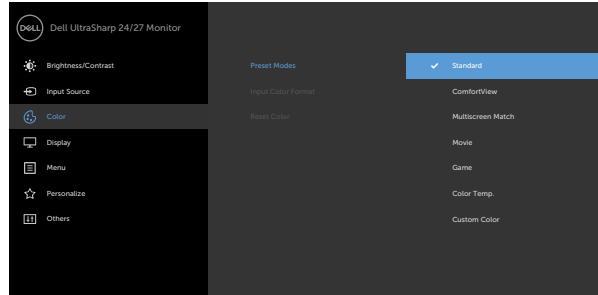 DELL Dell UltraSharp 24/27 Monitor
Brightness/Contrast
Input Source
Color
Display
Menu
Personalize
Others
Preset Modes
Input Color Format
Reset Color
Standard
ComfortView
Multiscreen Match
Movie
Game
Color Temp.
Custom Color